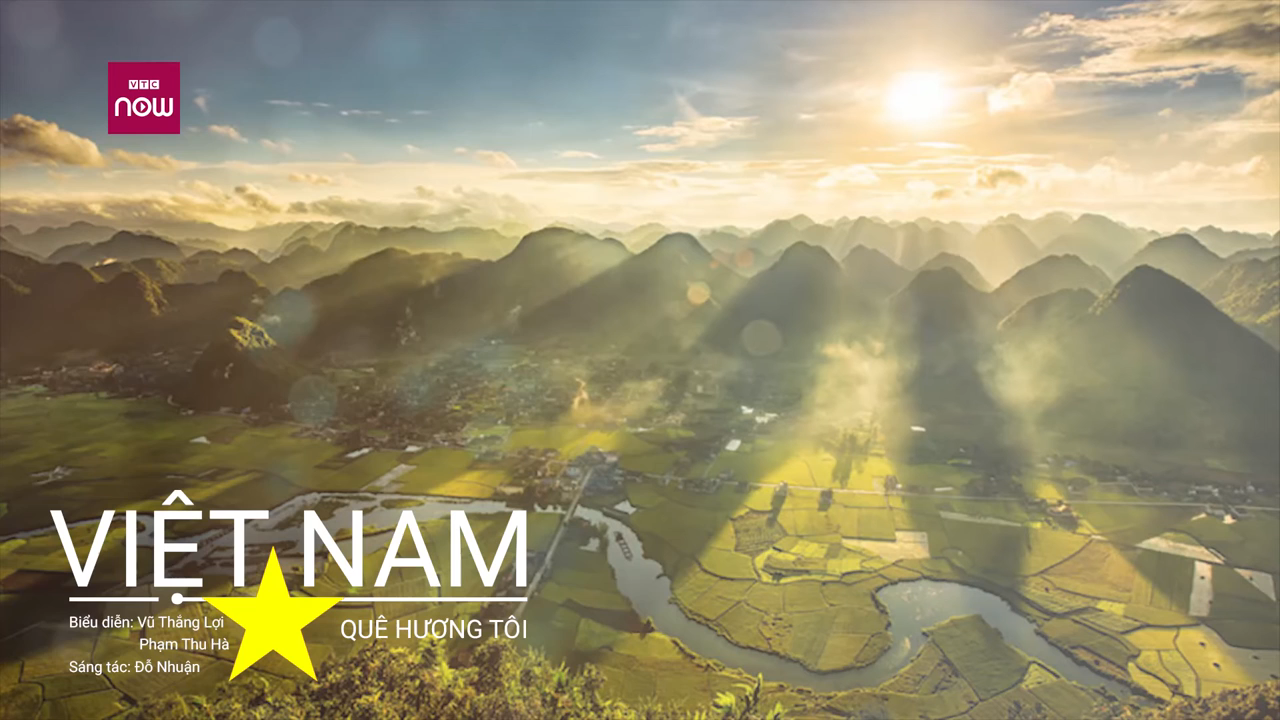 VTC
now
VIỆT NAM
Biểu diễn: Vũ Thắng Lợi
Phạm Thu Hà
Sáng tác: Đỗ Nhuận
QUÊ HƯƠNG TÔI